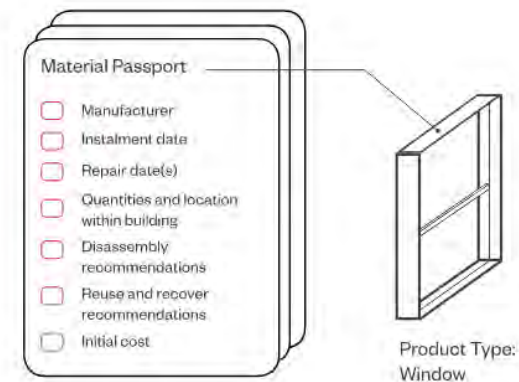 Material Passport
Manufacturer
Instalment date
Repair date(s)
Quantities and location
within building
Disassembly
recommendations
Reuse and recover
recommendations
Initial cost
Product Type:
Window